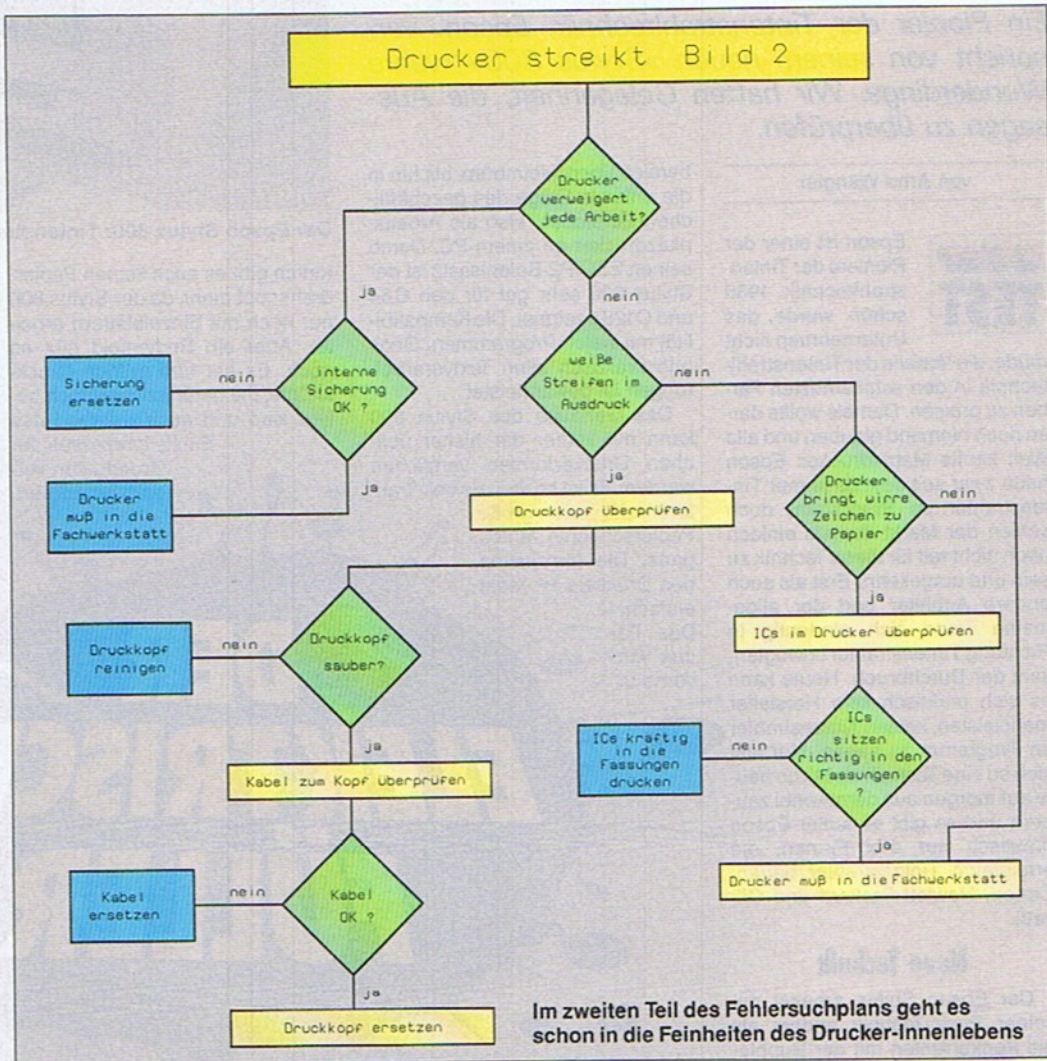 Drucker streikt Bild 2
Drucker
verweigert
jede Arbeit?
ja
nein
interne
Sicherung
OK ?
nein
Sicherung
ersetzen
ja
Drucker
muß in die
Fachwerkstatt
weiße
Streifen im
Ausdruck
nein
ja
Druckkopf überprüfen
Drucker
bringt wirre
Zeichen zu
Papier
nein
ja
ICs im Drucker überprüfen
Druckkopf
sauber?
nein
Druckkopf
reinigen
ja
Kabel zum Kopf überprüfen
ICs
sitzen
richtig in den
Fassungen
?
nein
ICs kräftig
in die
Fassungen
drucken
ja
Drucker muß in die Fachwerkstatt
Kabel
OK ?
nein
Kabel
ersetzen
ja
Druckkopf ersetzen
Im zweiten Teil des Fehlersuchplans geht es
schon in die Feinheiten des Drucker-Innenlebens